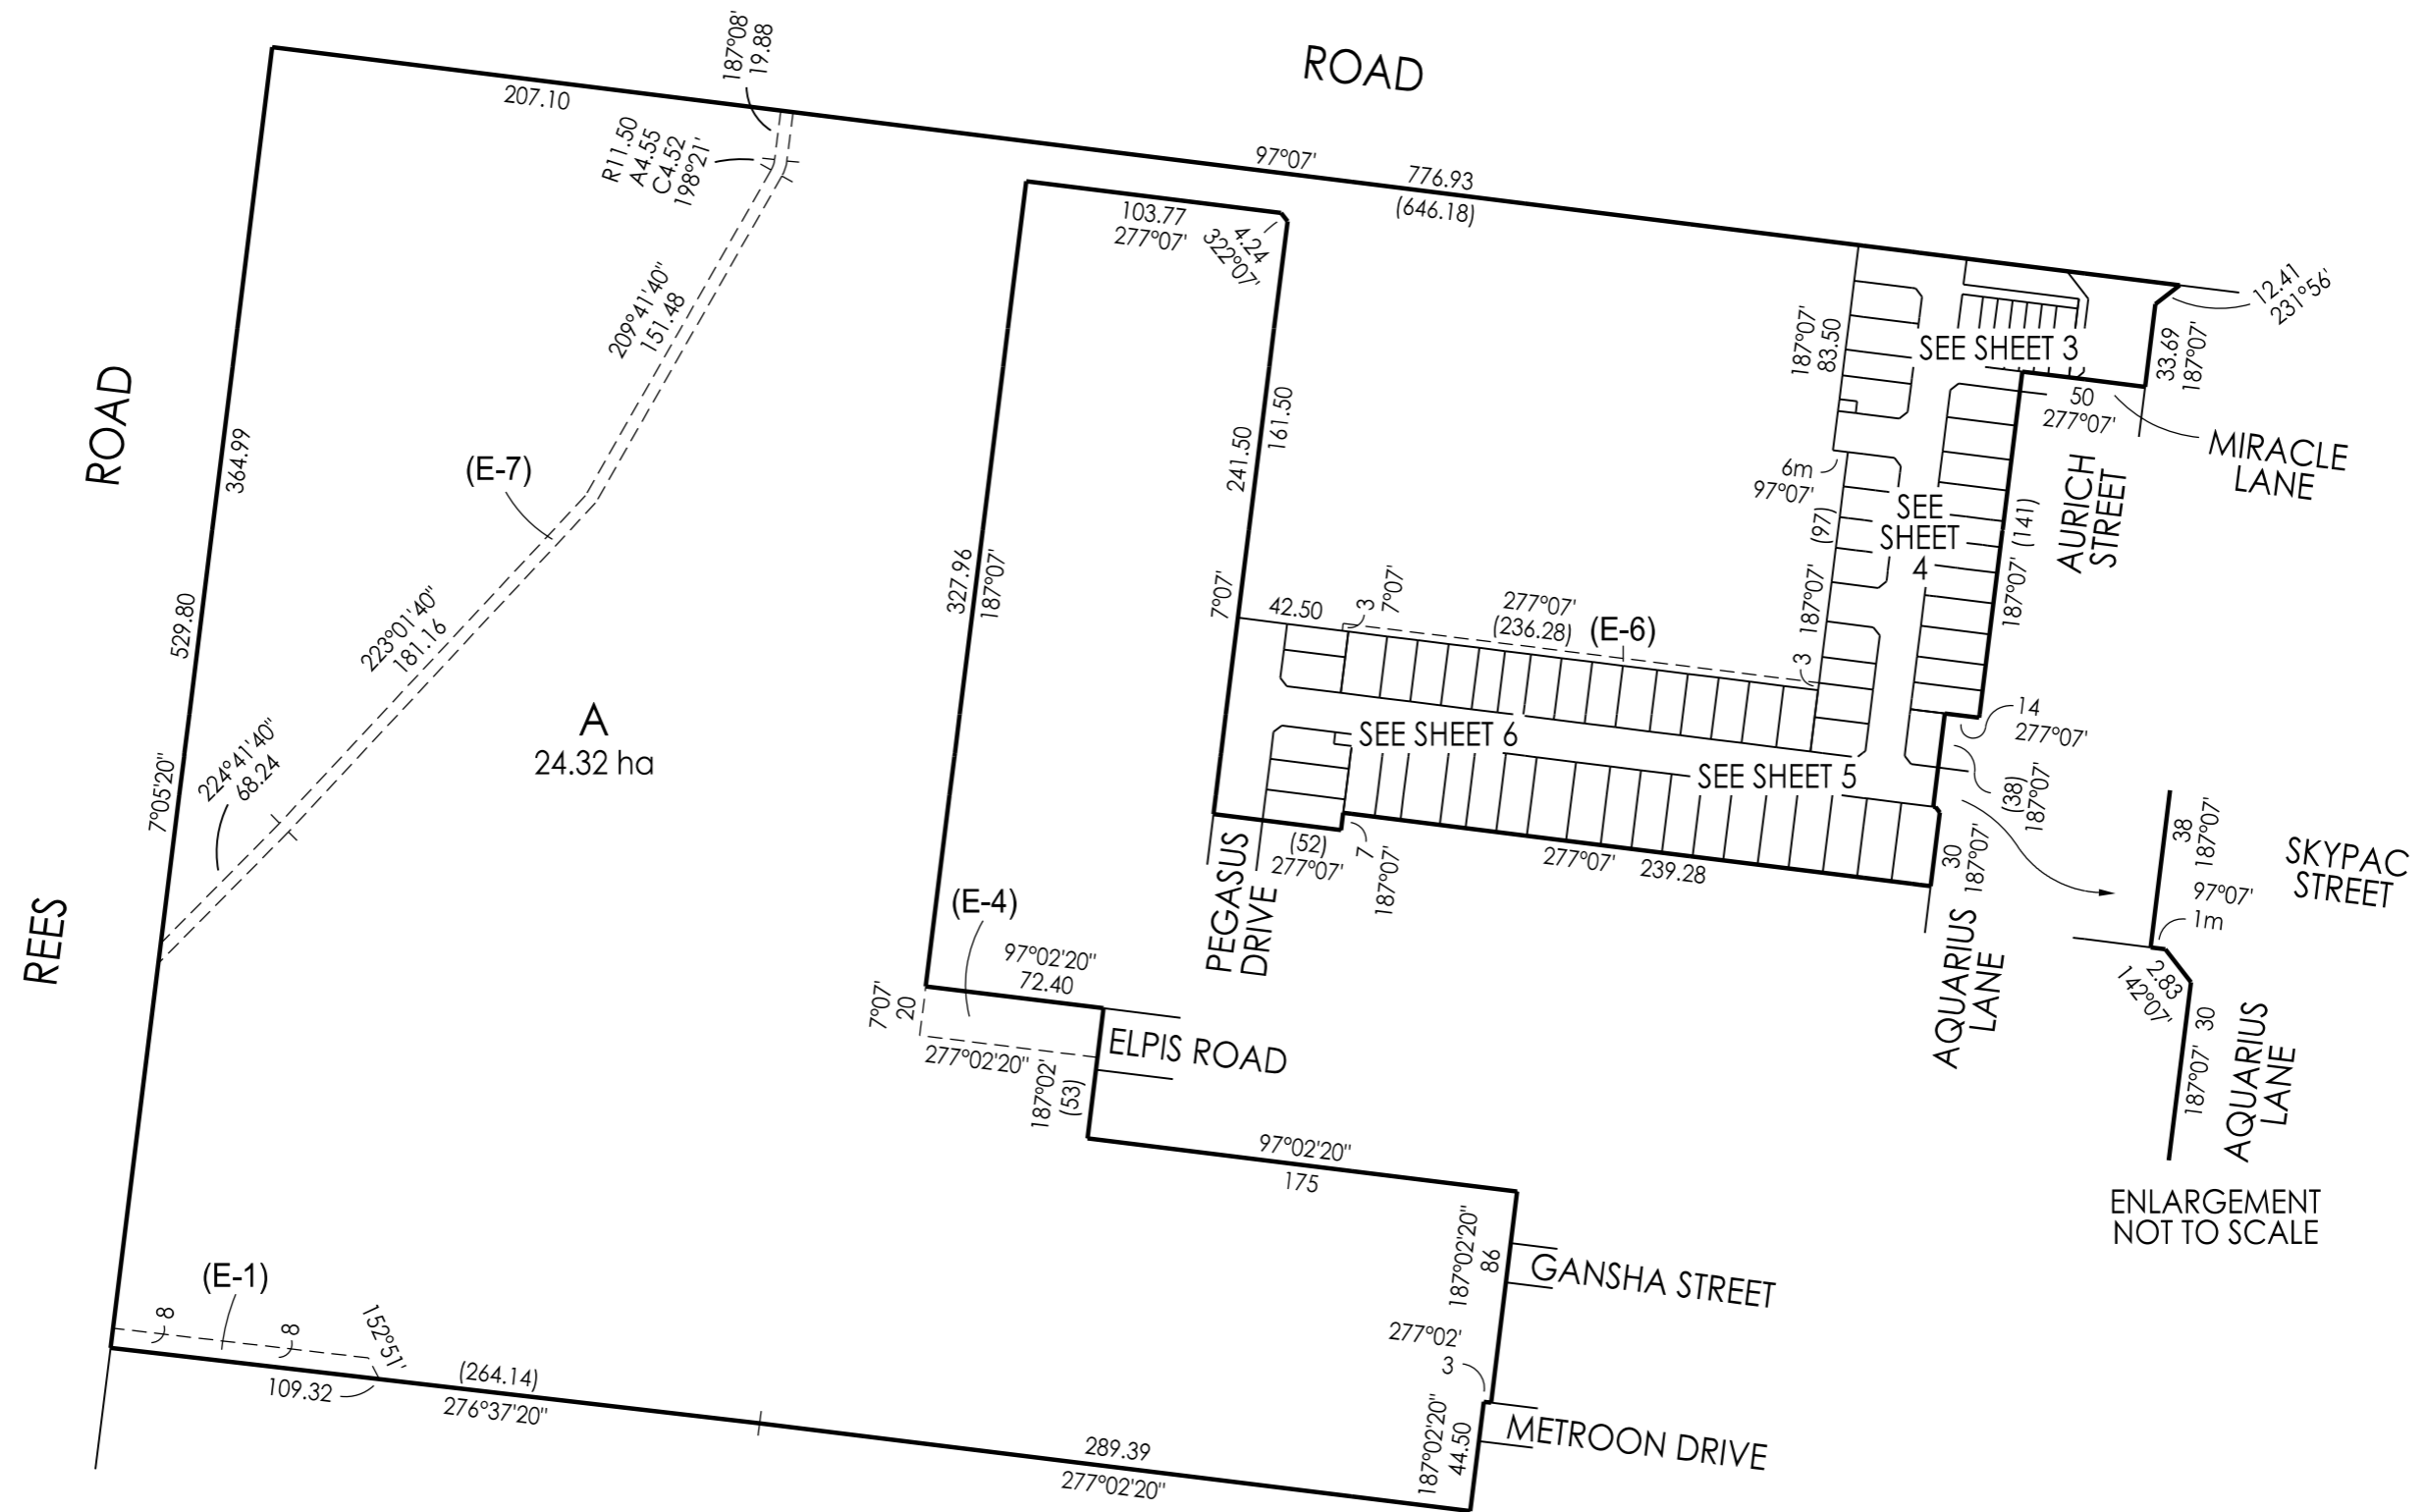 ROAD
187°08'
19.88
207.10
R11.50
A4.55
C4.52
198°21'
97°07'
776.93
(646.18)
103.77
277°07'
4.24
322°07'
12.41
231°56'
187°07'
83.50
SEE SHEET 3
33.69
187°07'
50
277°07'
MIRACLE
LANE
209°41'40"
151.48
ROAD
364.99
(E-7)
241.50
161.50
6m
97°07'
(97)
SEE
SHEET
4
187°07' (141)
AURICH
STREET
529.80
223°01'40"
181.16
327.96
187°07'
7°07'
42.50
3
7°07'
277°07'
(236.28)
(E-6)
187°07'
3
A
24.32 ha
SEE SHEET 6
SEE SHEET 5
14
277°07'
(38)
187°07'
7°05'20"
224°41'40"
68.24
(52)
277°07'
7
187°07'
277°07' 239.28
30
187°07'
38
187°07'
SKYPAC
STREET
97°07'
1m
REES
(E-4)
97°02'20"
72.40
PEGASUS
DRIVE
AQUARIUS
LANE
2.83
142°07'
187°07' 30
AQUARIUS
LANE
7°07'
20
277°02'20"
187°02'
(53)
ELPIS ROAD
97°02'20"
175
ENLARGEMENT
NOT TO SCALE
187°02'20"
86
GANSHA STREET
(E-1)
8
8
152°51'
277°02'
3
109.32
(264.14)
276°37'20"
187°02'20"
44.50
METROON DRIVE
289.39
277°02'20"